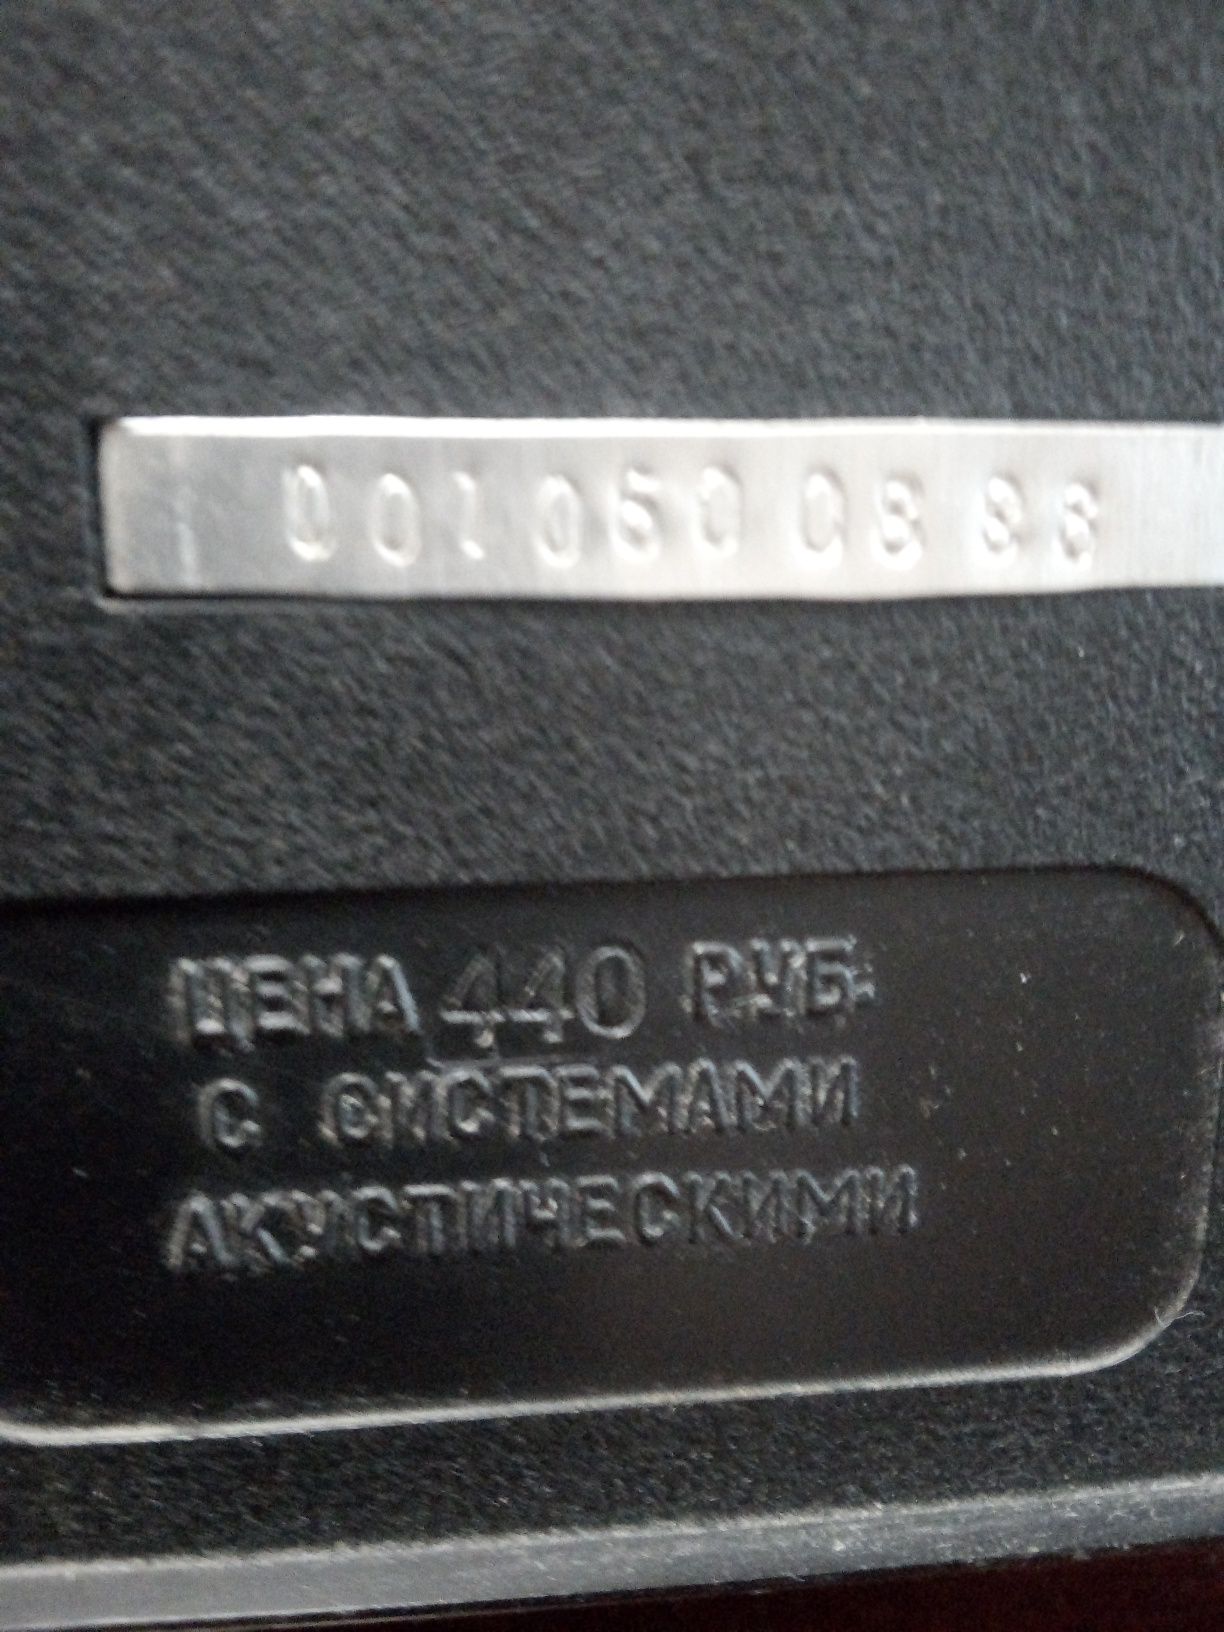 001060 08 88
ЦЕНА 440 РУБ.
С СИСТЕМАМИ
АКУСТИЧЕСКИМИ